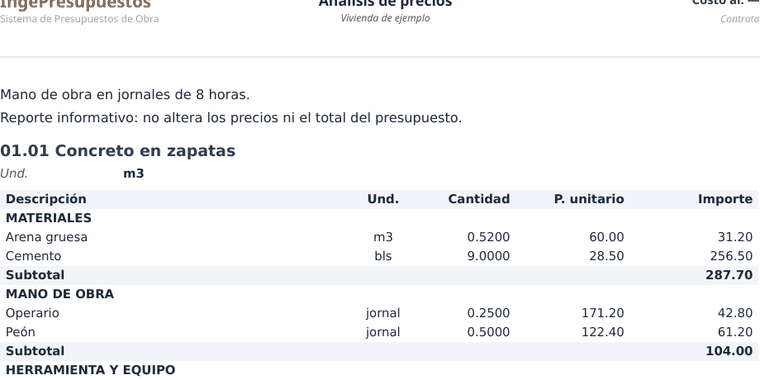 IngePresupuestos Análisis de precios Costo al: —
Sistema de Presupuestos de Obra Vivienda de ejemplo Contrata
Mano de obra en jornales de 8 horas.
Reporte informativo: no altera los precios ni el total del presupuesto.
01.01 Concreto en zapatas
Und. m3
Descripción Und. Cantidad P. unitario Importe
MATERIALES
Arena gruesa m3 0.5200 60.00 31.20
Cemento bls 9.0000 28.50 256.50
Subtotal 287.70
MANO DE OBRA
Operario jornal 0.2500 171.20 42.80
Peón jornal 0.5000 122.40 61.20
Subtotal 104.00
HERRAMIENTA Y EQUIPO